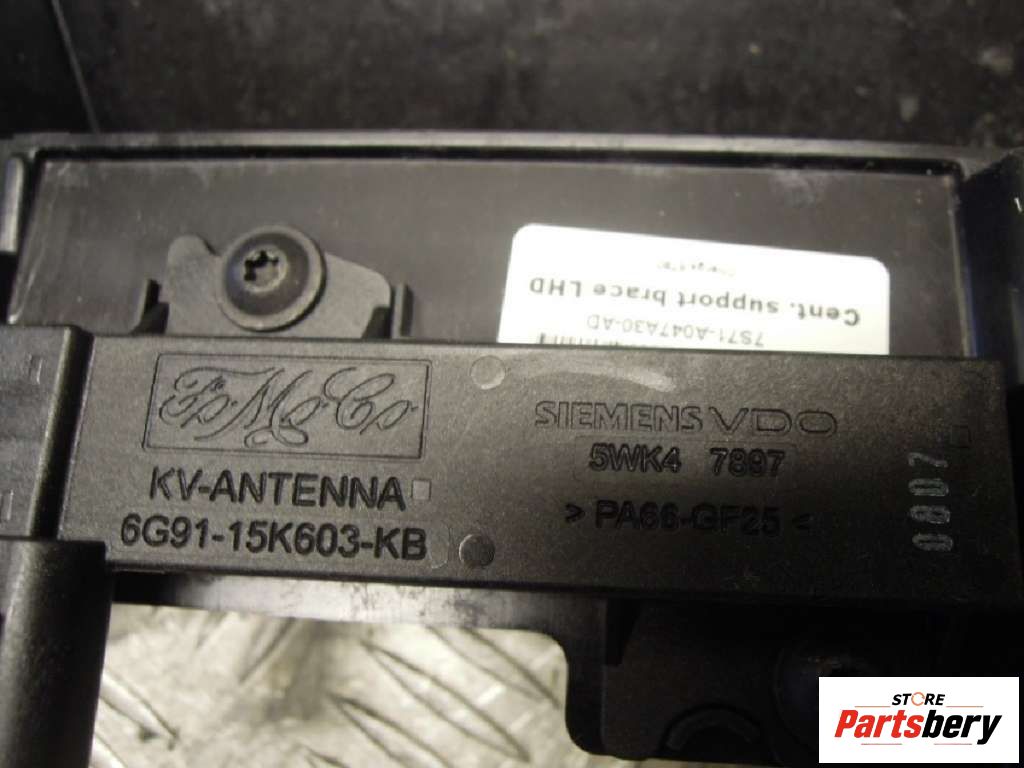 Cent. support brace LHD
7S71-A047A30-AD
FoMoCo
SIEMENS VDO
5WK4 7897
KV-ANTENNA
> PA66-GF25 <
6G91-15K603-KB
0807
STORE
Partsbery